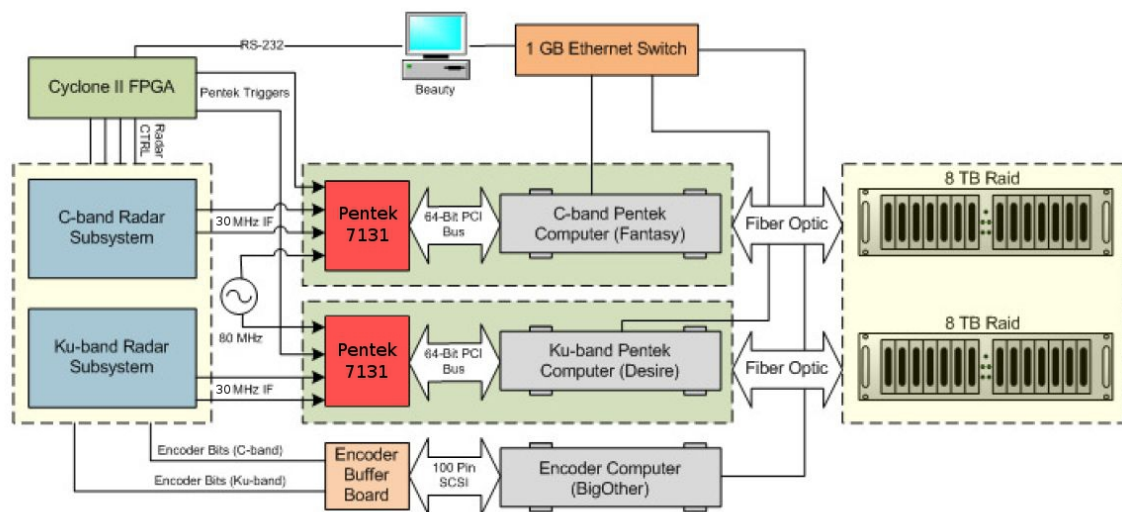 RS-232
1 GB Ethernet Switch
Cyclone II FPGA
Beauty
Pentek Triggers
Radar
CTRL
C-band Radar
Subsystem
30 MHz IF
Pentek
7131
64-Bit PCI
Bus
C-band Pentek
Computer (Fantasy)
Fiber Optic
8 TB Raid
80 MHz
Ku-band Radar
Subsystem
30 MHz IF
Pentek
7131
64-Bit PCI
Bus
Ku-band Pentek
Computer (Desire)
Fiber Optic
8 TB Raid
Encoder Bits (C-band)
Encoder Bits (Ku-band)
Encoder
Buffer
Board
100 Pin
SCSI
Encoder Computer
(BigOther)